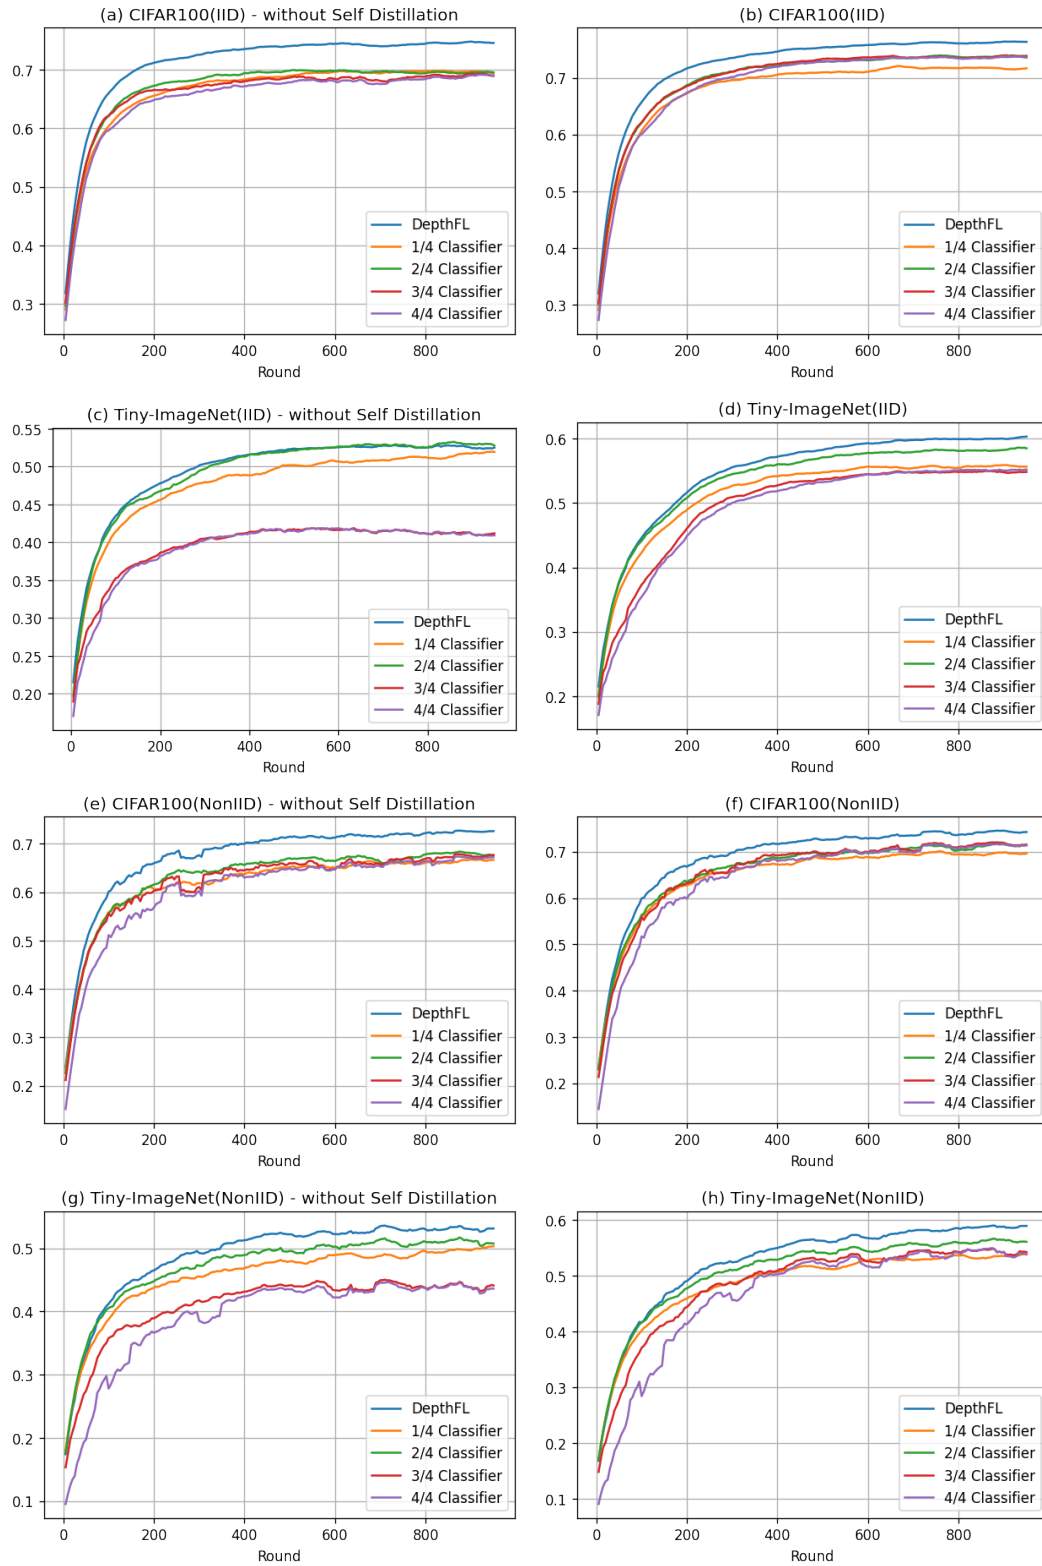 (a) CIFAR100(IID) - without Self Distillation
0.7
0.6
0.5
0.4
0.3
DepthFL
1/4 Classifier
2/4 Classifier
3/4 Classifier
4/4 Classifier
0 200 400 600 800
Round
(b) CIFAR100(IID)
0.7
0.6
0.5
0.4
0.3
DepthFL
1/4 Classifier
2/4 Classifier
3/4 Classifier
4/4 Classifier
0 200 400 600 800
Round
(c) Tiny-ImageNet(IID) - without Self Distillation
0.55
0.50
0.45
0.40
0.35
0.30
0.25
0.20
DepthFL
1/4 Classifier
2/4 Classifier
3/4 Classifier
4/4 Classifier
0 200 400 600 800
Round
(d) Tiny-ImageNet(IID)
0.6
0.5
0.4
0.3
0.2
DepthFL
1/4 Classifier
2/4 Classifier
3/4 Classifier
4/4 Classifier
0 200 400 600 800
Round
(e) CIFAR100(NonIID) - without Self Distillation
0.7
0.6
0.5
0.4
0.3
0.2
DepthFL
1/4 Classifier
2/4 Classifier
3/4 Classifier
4/4 Classifier
0 200 400 600 800
Round
(f) CIFAR100(NonIID)
0.7
0.6
0.5
0.4
0.3
0.2
DepthFL
1/4 Classifier
2/4 Classifier
3/4 Classifier
4/4 Classifier
0 200 400 600 800
Round
(g) Tiny-ImageNet(NonIID) - without Self Distillation
0.5
0.4
0.3
0.2
0.1
DepthFL
1/4 Classifier
2/4 Classifier
3/4 Classifier
4/4 Classifier
0 200 400 600 800
Round
(h) Tiny-ImageNet(NonIID)
0.6
0.5
0.4
0.3
0.2
0.1
DepthFL
1/4 Classifier
2/4 Classifier
3/4 Classifier
4/4 Classifier
0 200 400 600 800
Round